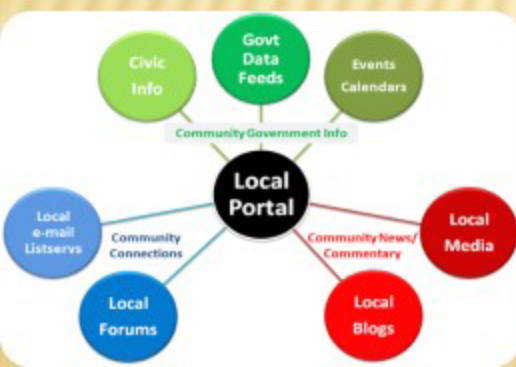 Govt
Data
Feeds
Civic
Info
Events
Calendars
Community Government Info
Local
Portal
Local
e-mail
Listservs
Community
Connections
Community News/
Commentary
Local
Media
Local
Forums
Local
Blogs